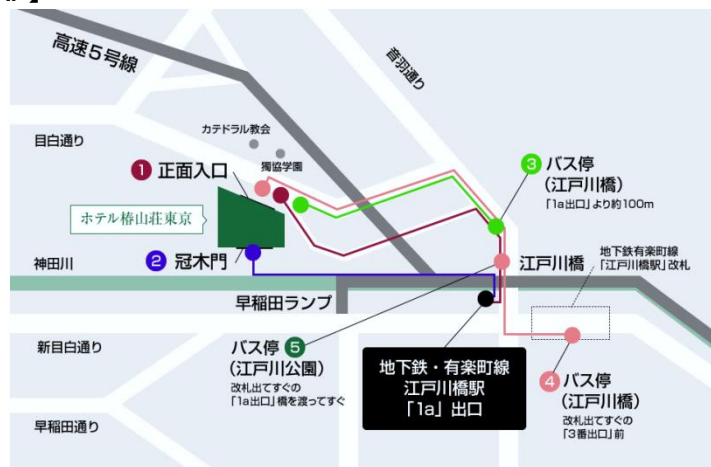 高速5号線
音羽通り
目白通り
カテドラル教会
獨協学園
1 正面入口
3 バス停
(江戸川橋)
「1a出口」より約100m
ホテル椿山荘東京
2 冠木門
神田川
江戸川橋
地下鉄有楽町線
「江戸川橋駅」改札
早稲田ランプ
新目白通り
バス停 5
(江戸川公園)
改札出てすぐの
「1a出口」橋を渡ってすぐ
地下鉄・有楽町線
江戸川橋駅
「1a」出口
4 バス停
(江戸川橋)
改札出てすぐの
「3番出口」前
早稲田通り